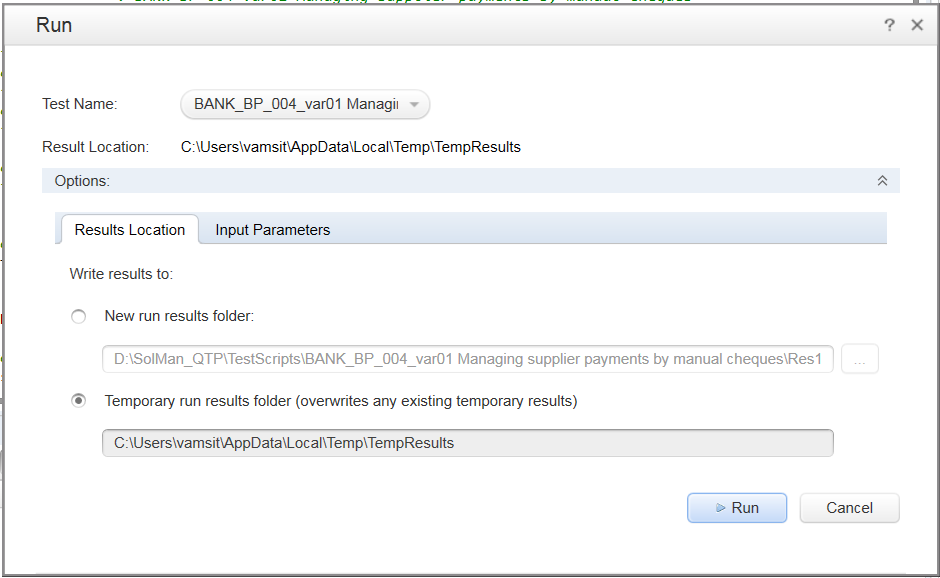 Run
?
Test Name: BANK_BP_004_var01 Managi
Result Location: C:\Users\vamsit\AppData\Local\Temp\TempResults
Options:
Results Location Input Parameters
Write results to:
New run results folder:
D:\SolMan_QTP\TestScripts\BANK_BP_004_var01 Managing supplier payments by manual cheques\Res1 ...
Temporary run results folder (overwrites any existing temporary results)
C:\Users\vamsit\AppData\Local\Temp\TempResults
Run Cancel